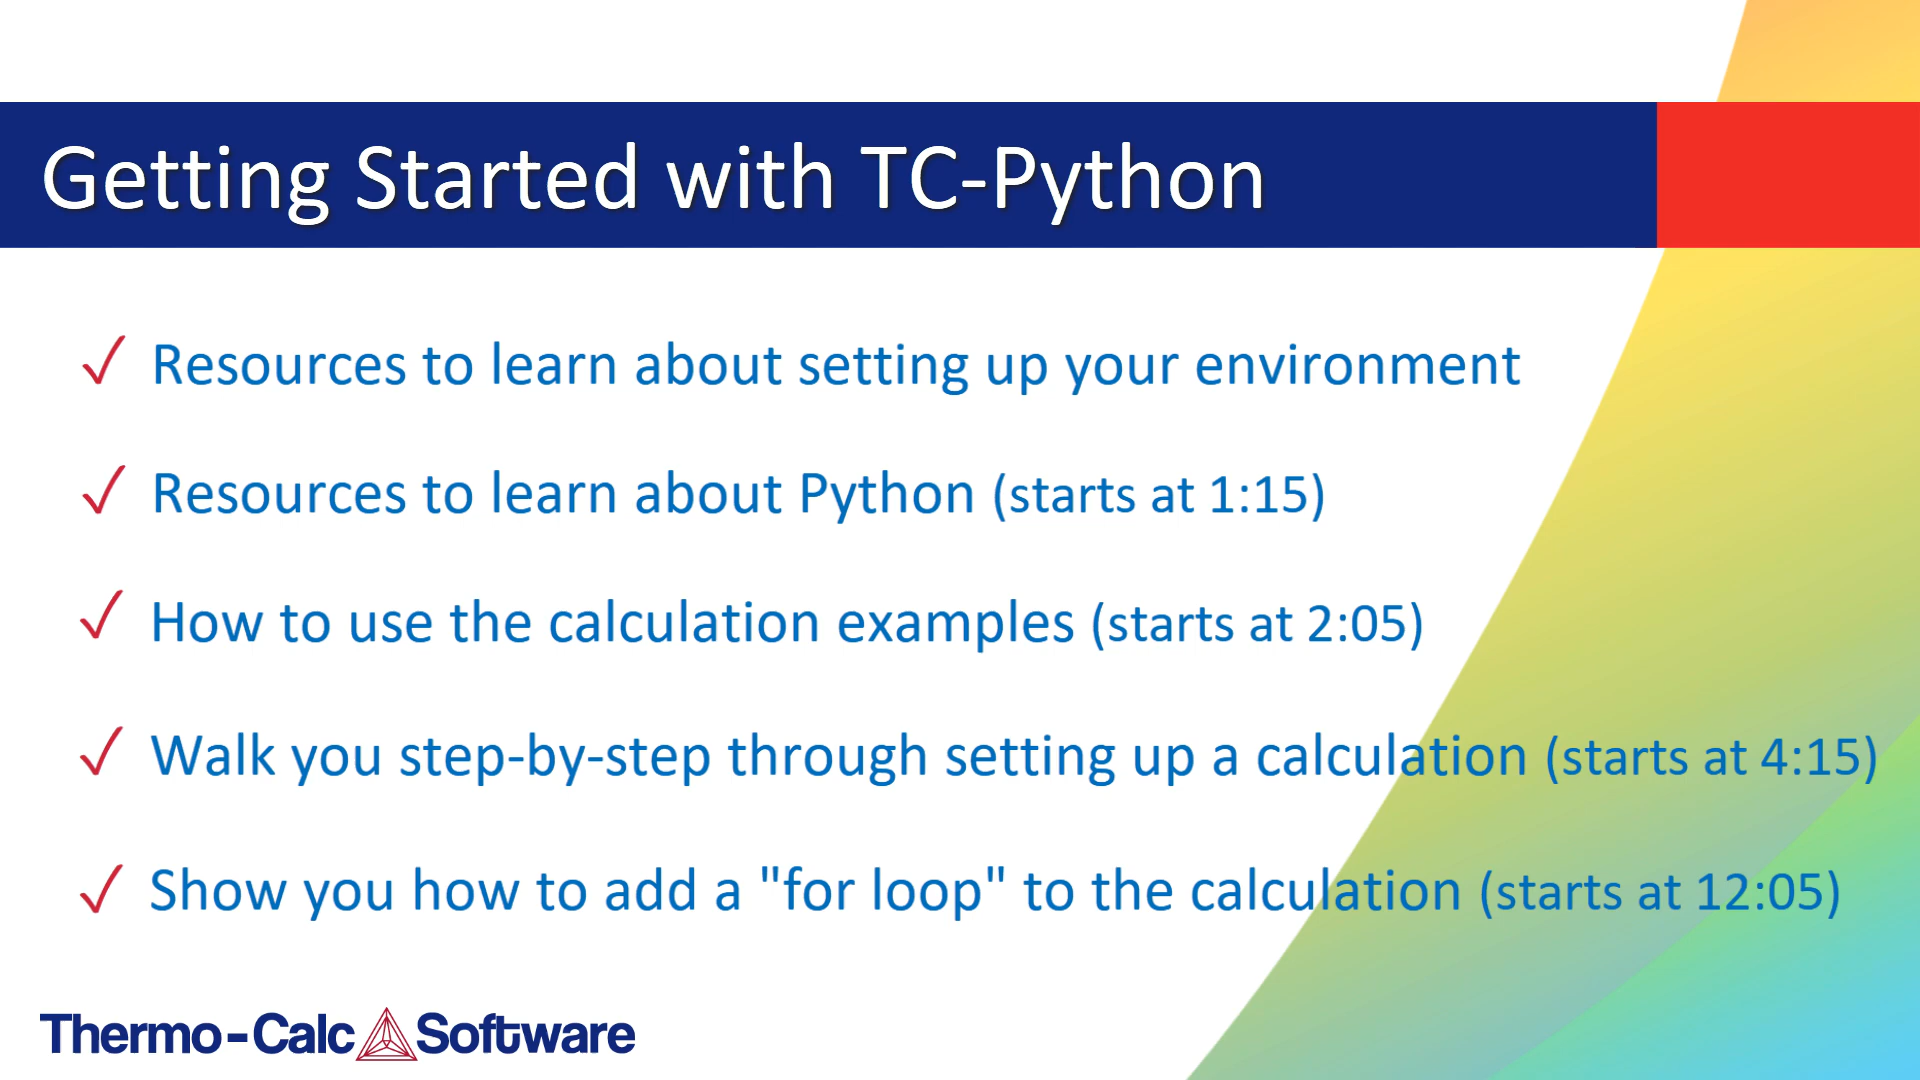 Getting Started with TC-Python
✓ Resources to learn about setting up your environment
✓ Resources to learn about Python (starts at 1:15)
✓ How to use the calculation examples (starts at 2:05)
✓ Walk you step-by-step through setting up a calculation (starts at 4:15)
✓ Show you how to add a "for loop" to the calculation (starts at 12:05)
Thermo-Calc Software